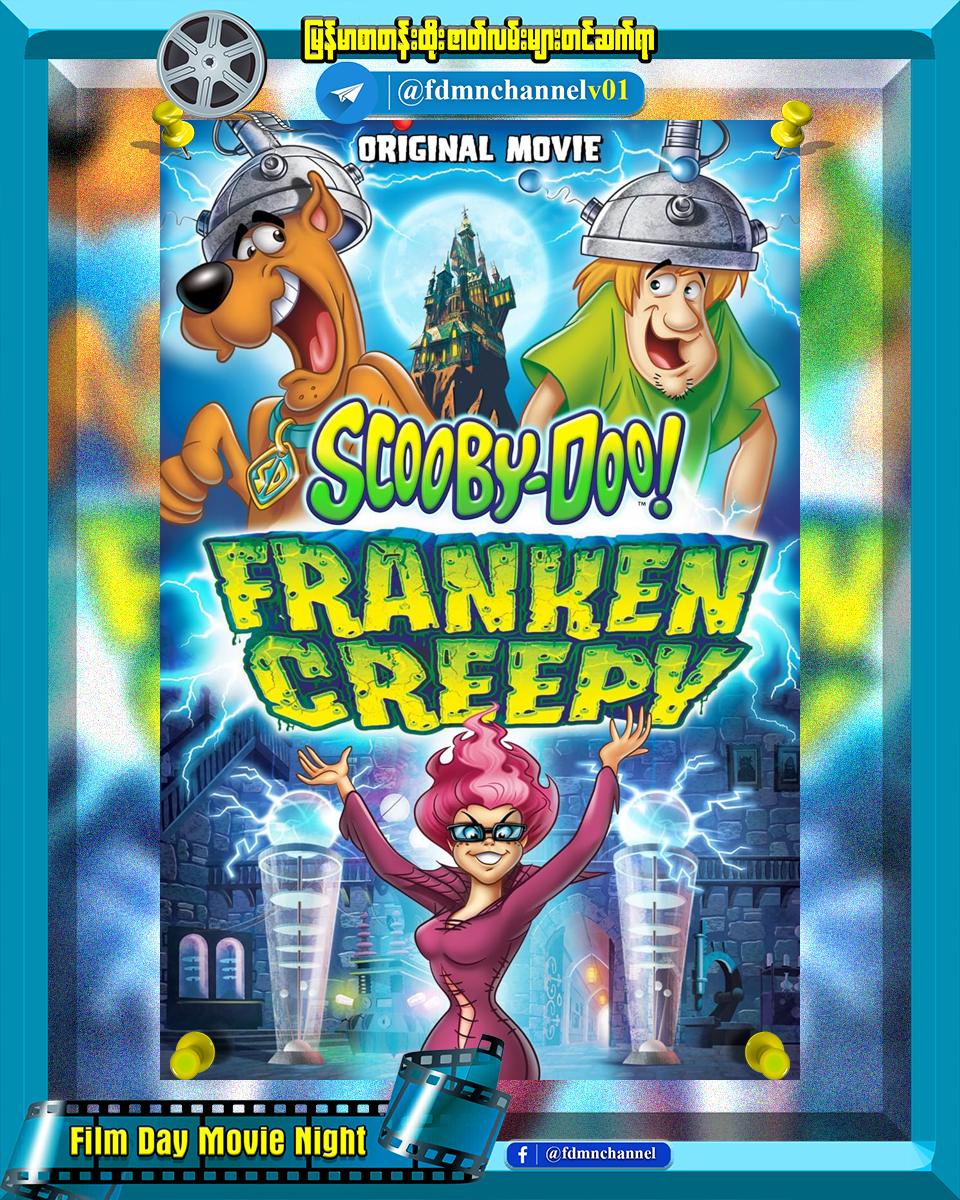 မြန်မာစာတန်းထိုးဇာတ်လမ်းများတင်ဆက်ရာ
@fdmnchannelv01
ORIGINAL MOVIE
SCOOBY-DOO!
TM
FRANKEN
CREEPY
Film Day Movie Night
f @fdmnchannel